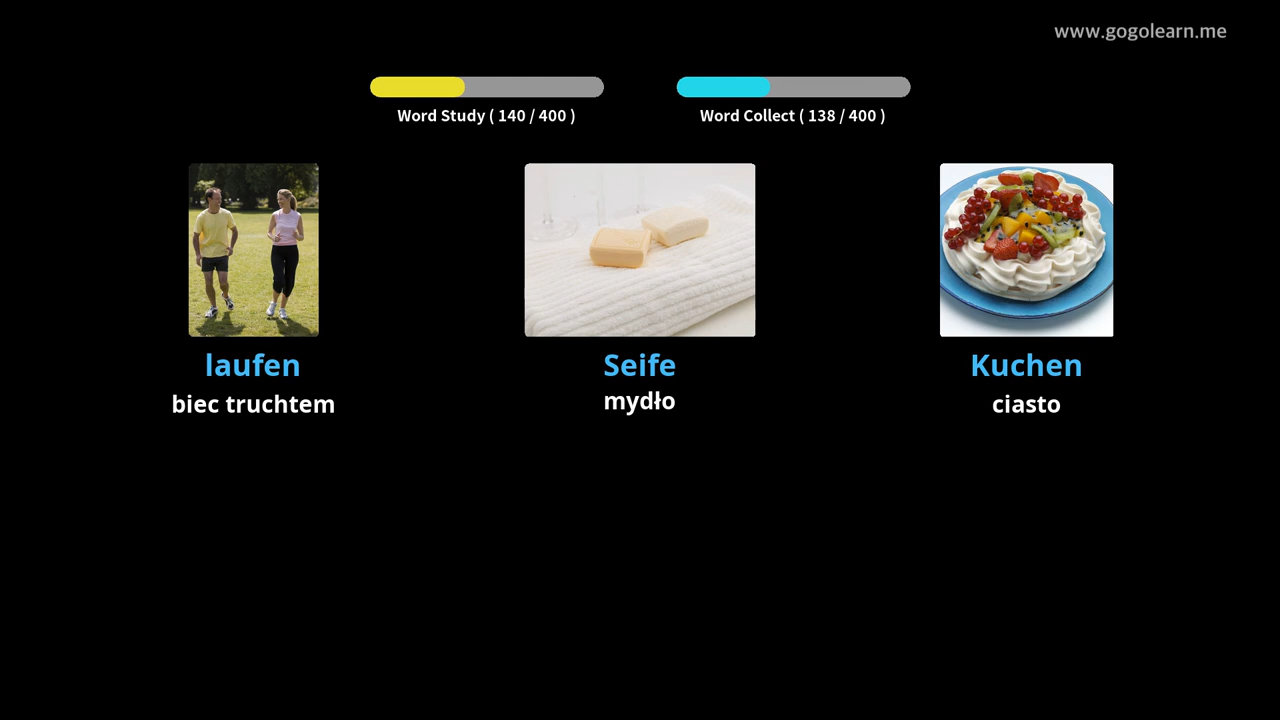 www.gogolearn.me
Word Study ( 140 / 400 )
Word Collect ( 138 / 400 )
laufen
biec truchtem
Seife
mydło
Kuchen
ciasto